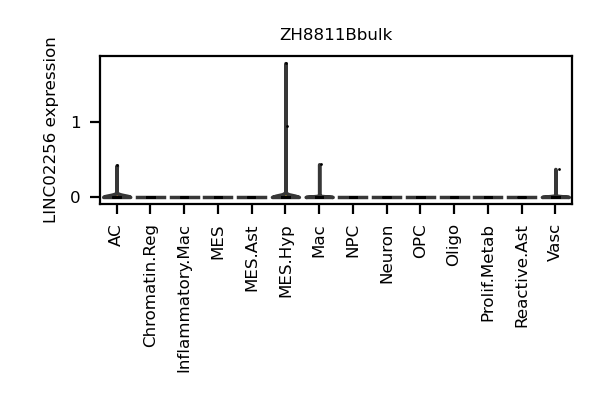 ZH8811Bbulk
LINC02256 expression
1
0
AC
Chromatin.Reg
Inflammatory.Mac
MES
MES.Ast
MES.Hyp
Mac
NPC
Neuron
OPC
Oligo
Prolif.Metab
Reactive.Ast
Vasc